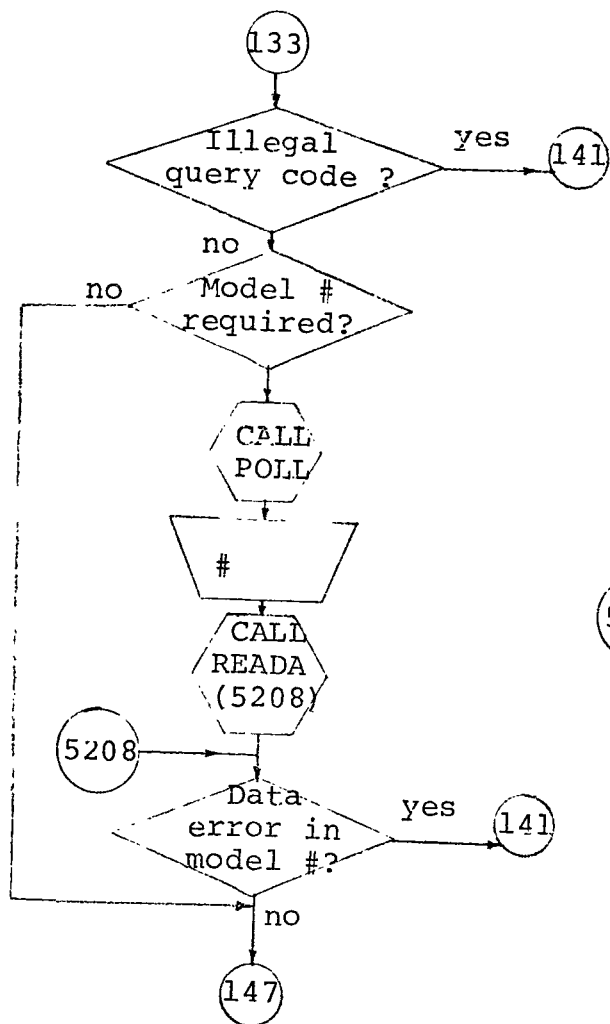 133
Illegal
query code ?
yes
141
no
no
Model #
required?
CALL
POLL
#
CALL
READA
(5208)
5
5208
Data
error in
model #?
yes
141
no
147